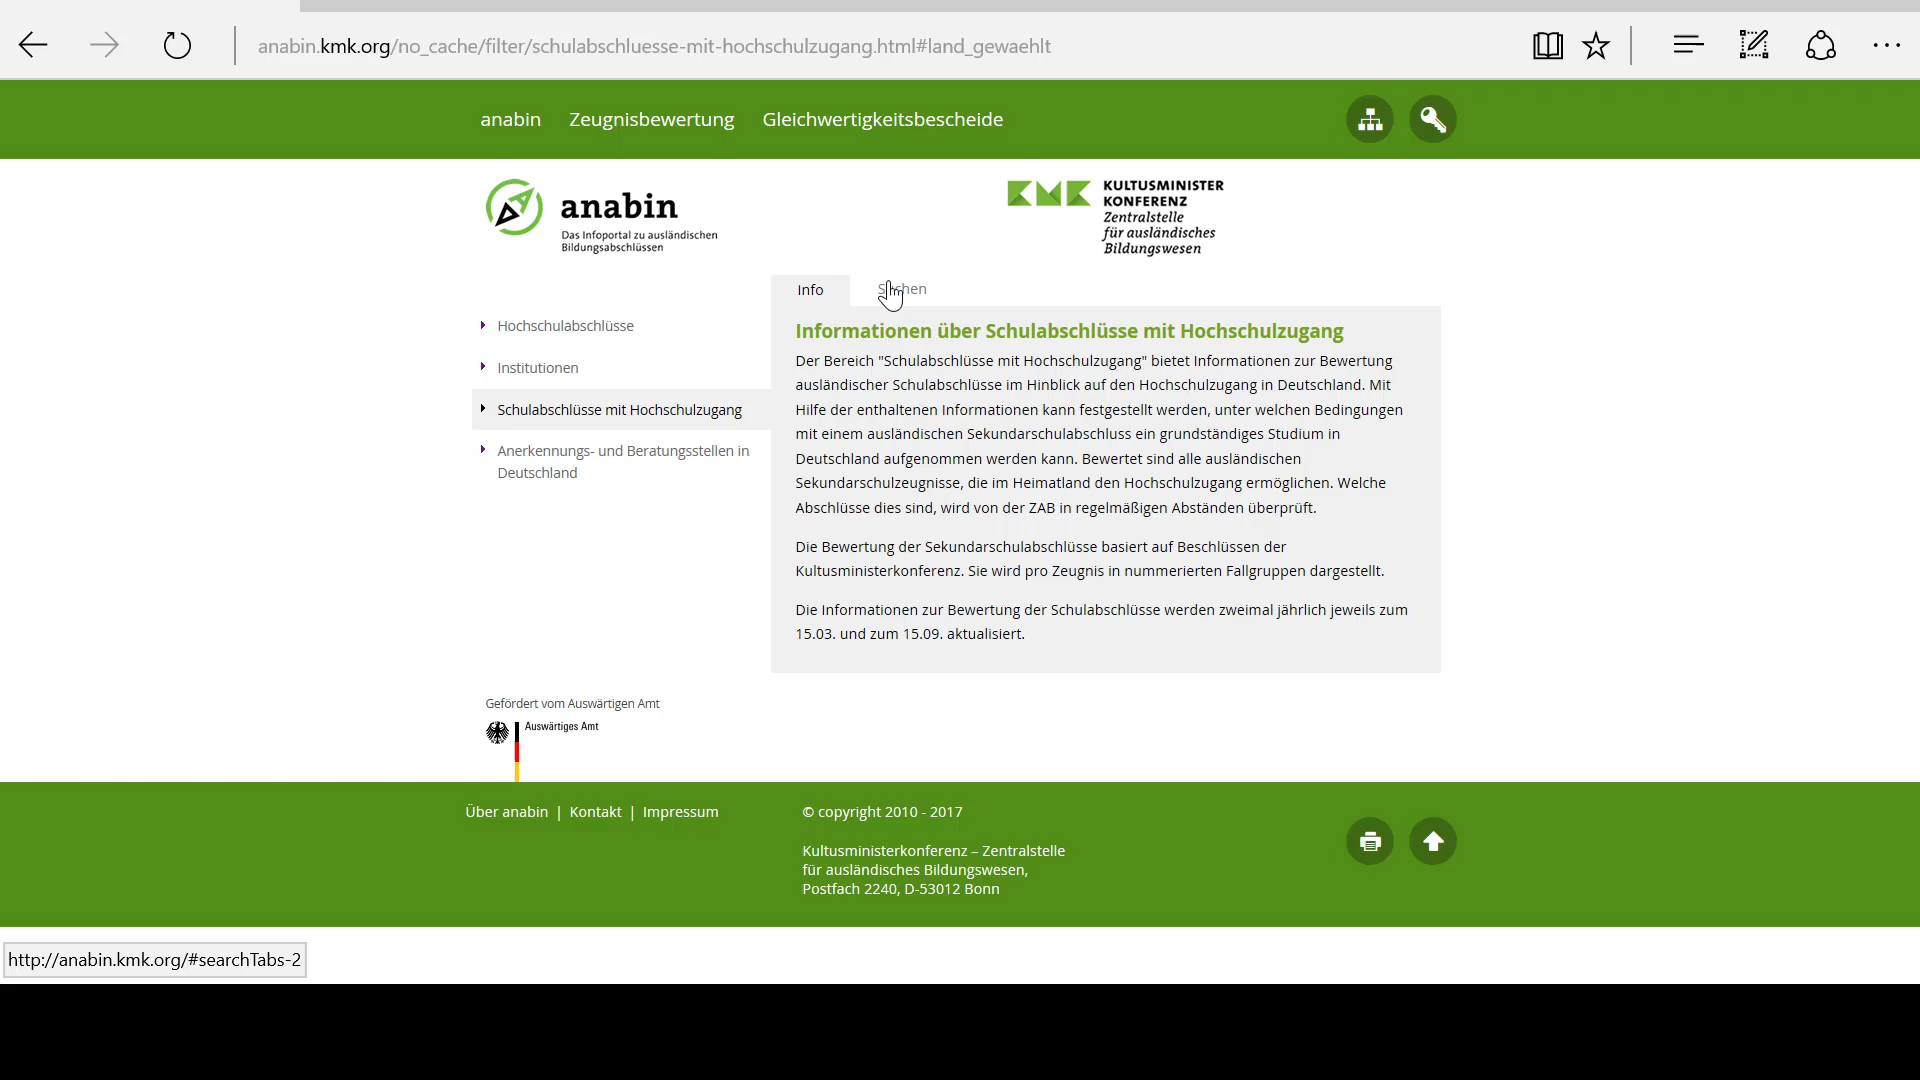 anabin.kmk.org/no_cache/filter/schulabschluesse-mit-hochschulzugang.html#land_gewaehlt
anabin Zeugnisbewertung Gleichwertigkeitsbescheide
anabin
Das Infoportal zu ausländischen
Bildungsabschlüssen
KMK
KULTUSMINISTER
KONFERENZ
Zentralstelle
für ausländisches
Bildungswesen
Info
Hochschulabschlüsse
Institutionen
Schulabschlüsse mit Hochschulzugang
Anerkennungs- und Beratungsstellen in
Deutschland
Informationen über Schulabschlüsse mit Hochschulzugang
Der Bereich "Schulabschlüsse mit Hochschulzugang" bietet Informationen zur Bewertung
ausländischer Schulabschlüsse im Hinblick auf den Hochschulzugang in Deutschland. Mit
Hilfe der enthaltenen Informationen kann festgestellt werden, unter welchen Bedingungen
mit einem ausländischen Sekundarschulabschluss ein grundständiges Studium in
Deutschland aufgenommen werden kann. Bewertet sind alle ausländischen
Sekundarschulzeugnisse, die im Heimatland den Hochschulzugang ermöglichen. Welche
Abschlüsse dies sind, wird von der ZAB in regelmäßigen Abständen überprüft.
Die Bewertung der Sekundarschulabschlüsse basiert auf Beschlüssen der
Kultusministerkonferenz. Sie wird pro Zeugnis in nummerierten Fallgruppen dargestellt.
Die Informationen zur Bewertung der Schulabschlüsse werden zweimal jährlich jeweils zum
15.03. und zum 15.09. aktualisiert.
Gefördert vom Auswärtigen Amt
Auswärtiges Amt
Über anabin | Kontakt | Impressum
© copyright 2010 - 2017
Kultusministerkonferenz – Zentralstelle
für ausländisches Bildungswesen,
Postfach 2240, D-53012 Bonn
http://anabin.kmk.org/#searchTabs-2